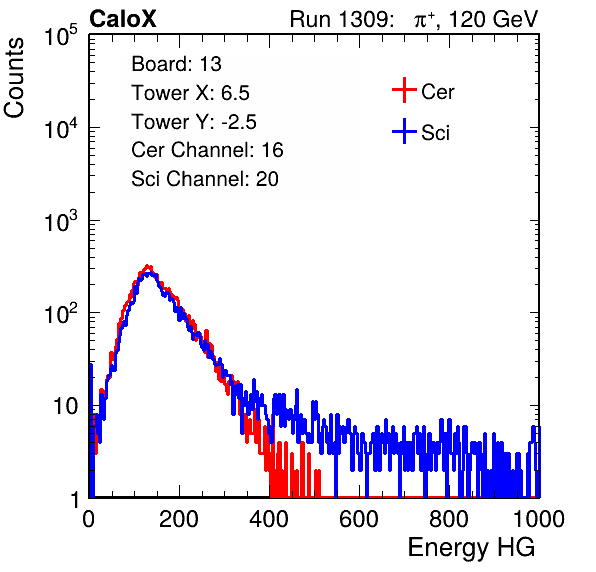 CaloX Run 1309: π⁺, 120 GeV
Counts
Board: 13
Tower X: 6.5
Tower Y: -2.5
Cer Channel: 16
Sci Channel: 20
Cer
Sci
10⁵
10⁴
10³
10²
10
1
0 200 400 600 800 1000
Energy HG